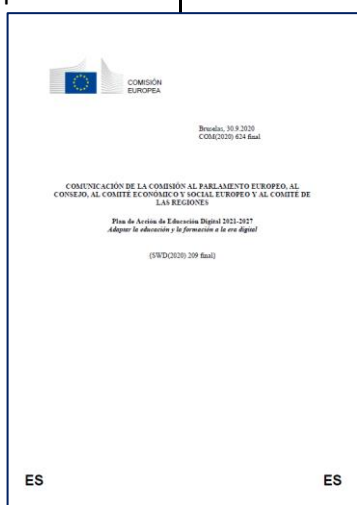 COMISIÓN
EUROPEA
Bruselas, 30.9.2020
COM(2020) 624 final
COMUNICACIÓN DE LA COMISIÓN AL PARLAMENTO EUROPEO, AL
CONSEJO, AL COMITÉ ECONÓMICO Y SOCIAL EUROPEO Y AL COMITÉ DE
LAS REGIONES
Plan de Acción de Educación Digital 2021-2027
Adaptar la educación y la formación a la era digital
(SWD(2020) 209 final)
ES ES